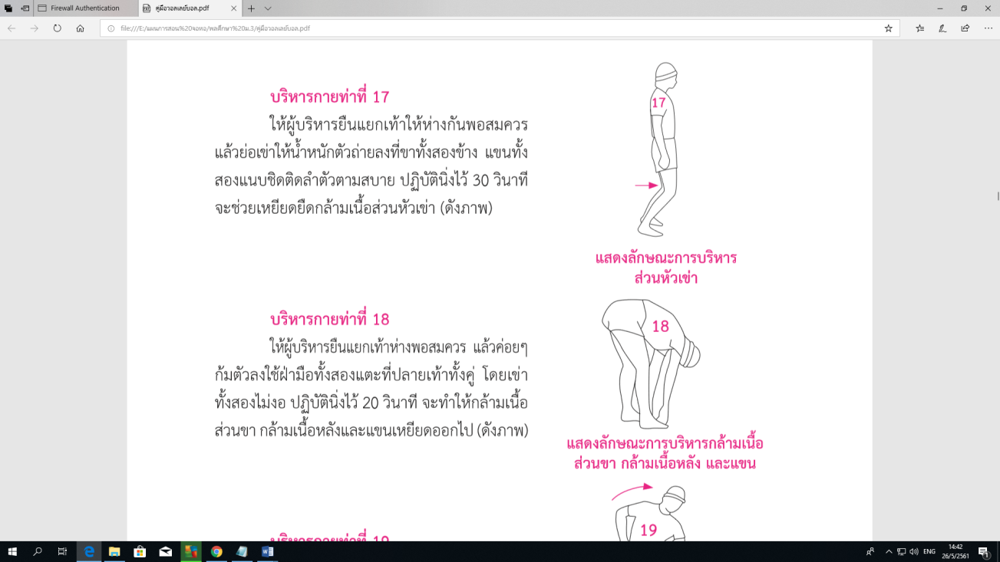 Firewall Authentication
คู่มือวอลเลย์บอล.pdf
file:///E:/แผนการสอน%20จอทอ/พลศึกษา%20ม.3/คู่มือวอลเลย์บอล.pdf
บริหารกายท่าที่ 17
ให้ผู้บริหารยืนแยกเท้าให้ห่างกันพอสมควร
แล้วย่อเข่าให้น้ำหนักตัวถ่ายลงที่ขาทั้งสองข้าง แขนทั้ง
สองแนบชิดติดลำตัวตามสบาย ปฏิบัตินิ่งไว้ 30 วินาที
จะช่วยเหยียดยืดกล้ามเนื้อส่วนหัวเข่า (ดังภาพ)
17
แสดงลักษณะการบริหาร
ส่วนหัวเข่า
บริหารกายท่าที่ 18
ให้ผู้บริหารยืนแยกเท้าห่างพอสมควร แล้วค่อยๆ
ก้มตัวลงใช้ฝ่ามือทั้งสองแตะที่ปลายเท้าทั้งคู่ โดยเข่า
ทั้งสองไม่งอ ปฏิบัตินิ่งไว้ 20 วินาที จะทำให้กล้ามเนื้อ
ส่วนขา กล้ามเนื้อหลังและแขนเหยียดออกไป (ดังภาพ)
18
แสดงลักษณะการบริหารกล้ามเนื้อ
ส่วนขา กล้ามเนื้อหลัง และแขน
บริหารกายท่าที่ 19
19
ENG
14:42
26/5/2561
1